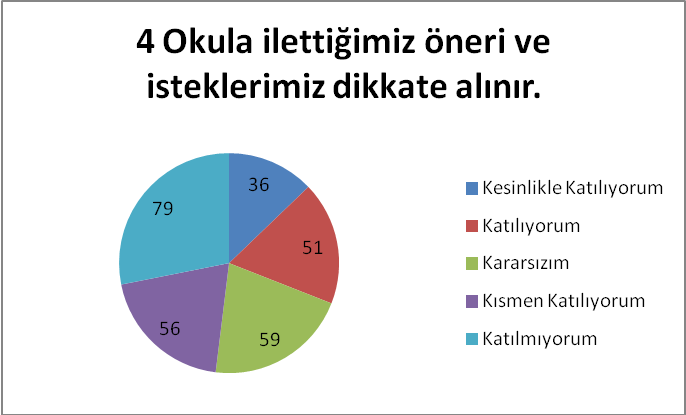 4 Okula ilettiğimiz öneri ve
isteklerimiz dikkate alınır.
36
51
59
56
79
Kesinlikle Katılıyorum
Katılıyorum
Kararsızım
Kısmen Katılıyorum
Katılmıyorum